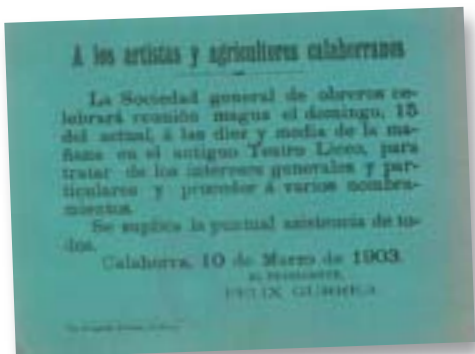 A los artistas y agricultores calahorranos
La Sociedad general de obreros ce-
lebrará reunión magna el domingo, 15
del actual, á las diez y media de la ma-
ñana en el antiguo Teatro Liceo, para
tratar de los intereses generales y par-
ticulares y proceder á varios nombra-
mientos.
Se suplica la puntual asistencia de to-
dos.
Calahorra, 10 de Marzo de 1903.
EL PRESIDENTE,
FELIX GURREA